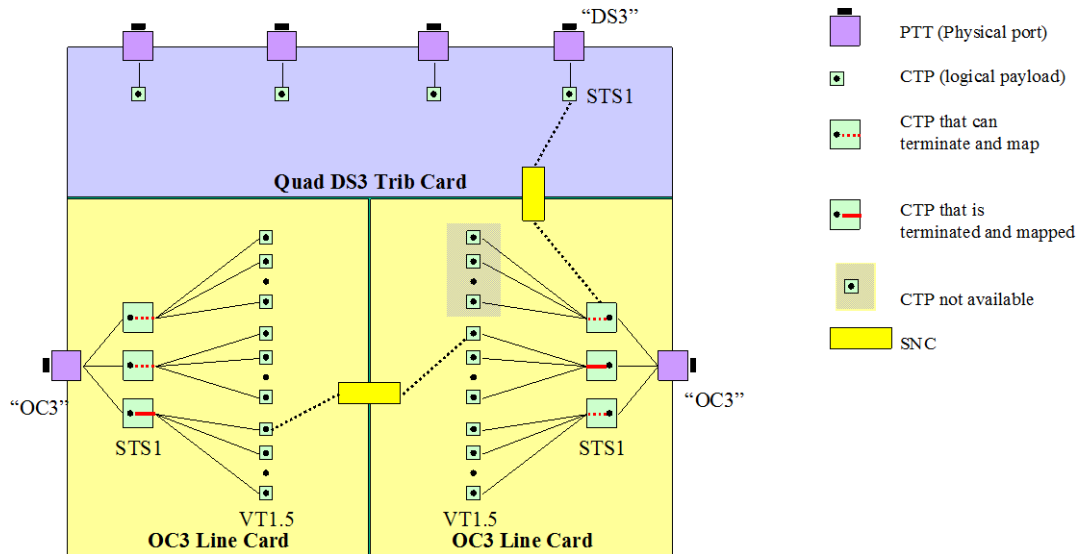 “DS3”
STS1
Quad DS3 Trib Card
“OC3”
STS1
VT1.5
OC3 Line Card
“OC3”
STS1
VT1.5
OC3 Line Card
PTT (Physical port)
CTP (logical payload)
CTP that can
terminate and map
CTP that is
terminated and mapped
CTP not available
SNC